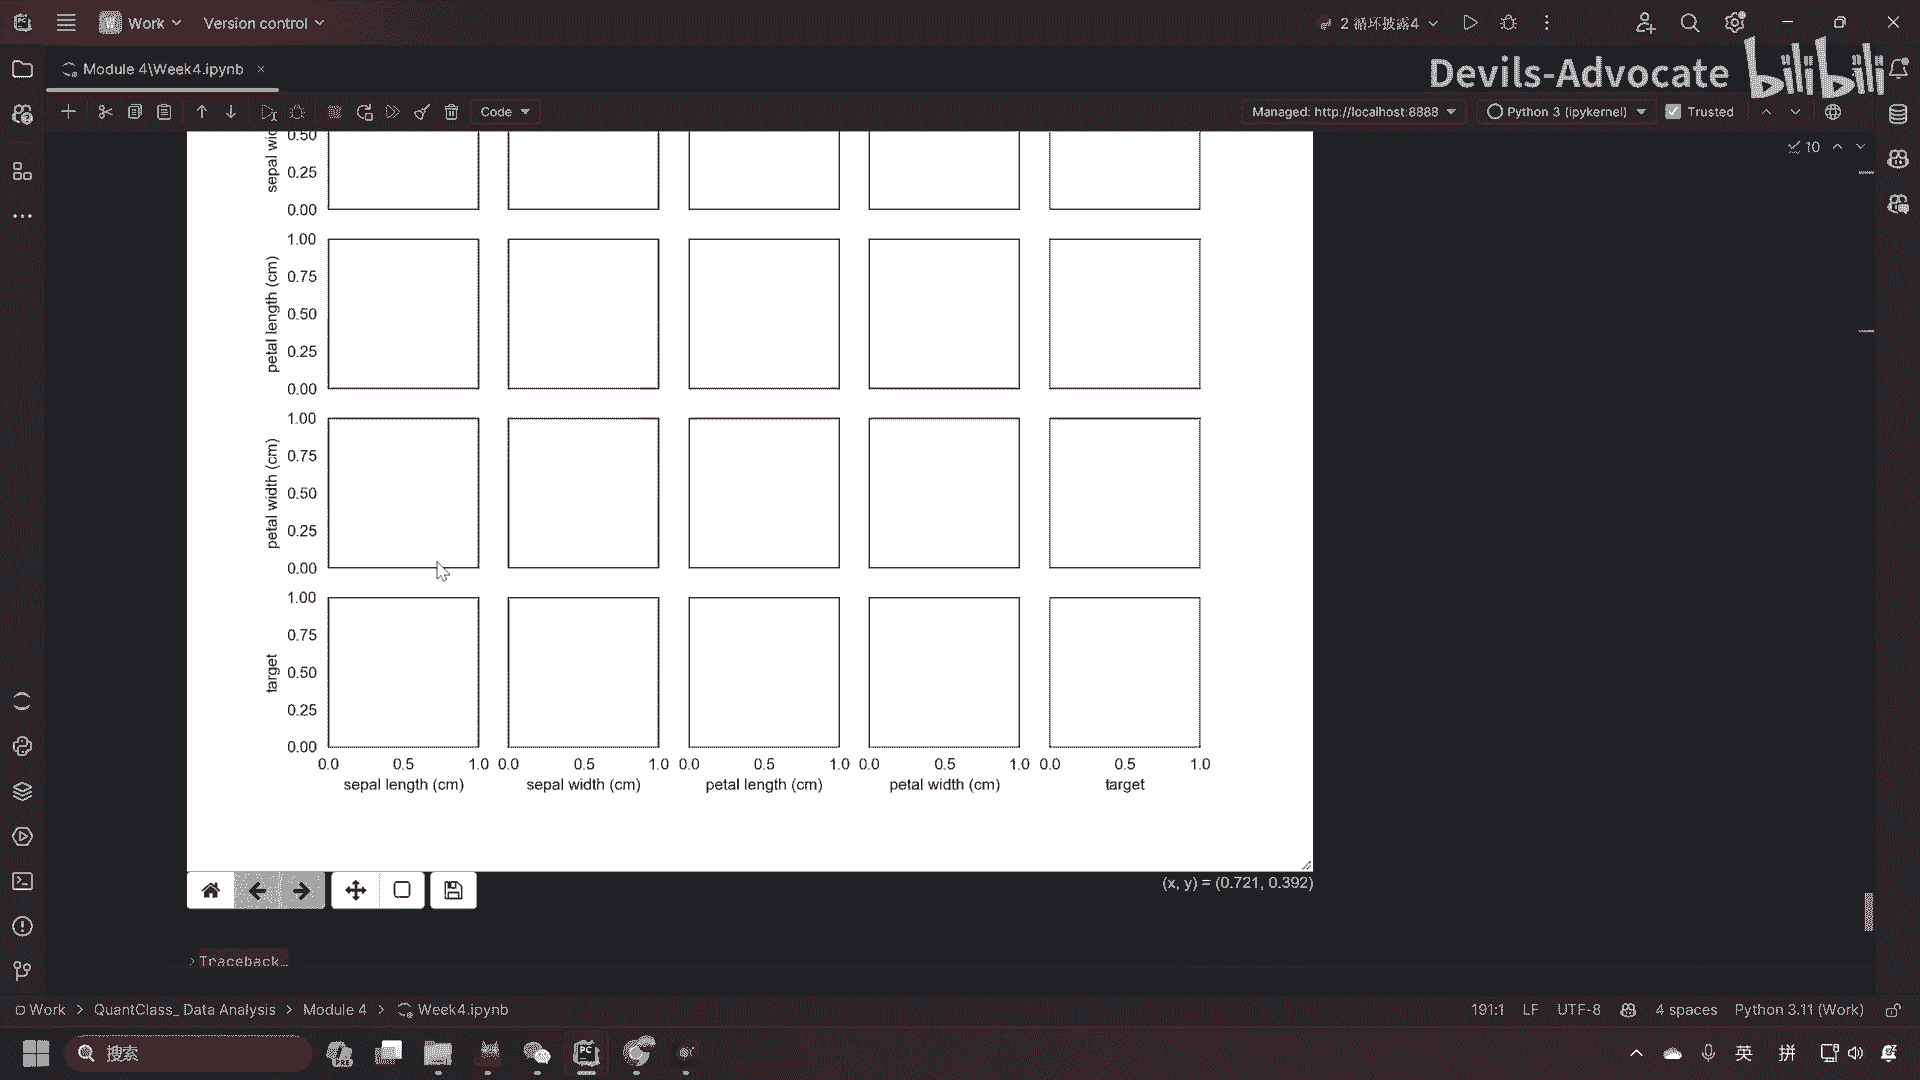 Work
Version control
2 循环披露4
Module 4\Week4.ipynb
Devils-Advocate bilibili
Code
Managed: http://localhost:8888
Python 3 (ipykernel)
Trusted
10
0.50
sepal wi
0.25
0.00
1.00
0.75
petal length (cm)
0.50
0.25
0.00
1.00
0.75
petal width (cm)
0.50
0.25
0.00
1.00
0.75
target
0.50
0.25
0.00
0.0 0.5 1.0 0.0 0.5 1.0 0.0 0.5 1.0 0.0 0.5 1.0 0.0 0.5 1.0
sepal length (cm) sepal width (cm) petal length (cm) petal width (cm) target
(x, y) = (0.721, 0.392)
Traceback…
Work > QuantClass_ Data Analysis > Module 4 > Week4.ipynb
191:1 LF UTF-8 4 spaces Python 3.11 (Work)
搜索
PRE
PC
英 拼